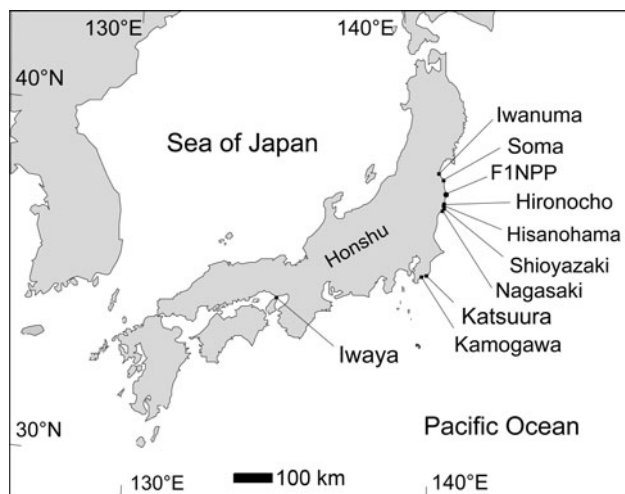 130°E
140°E
40°N
Iwanuma
Soma
Sea of Japan
F1NPP
Hironocho
Honshu
Hisanohama
Shioyazaki
Nagasaki
Katsuura
Iwaya
Kamogawa
Pacific Ocean
30°N
130°E
100 km
140°E